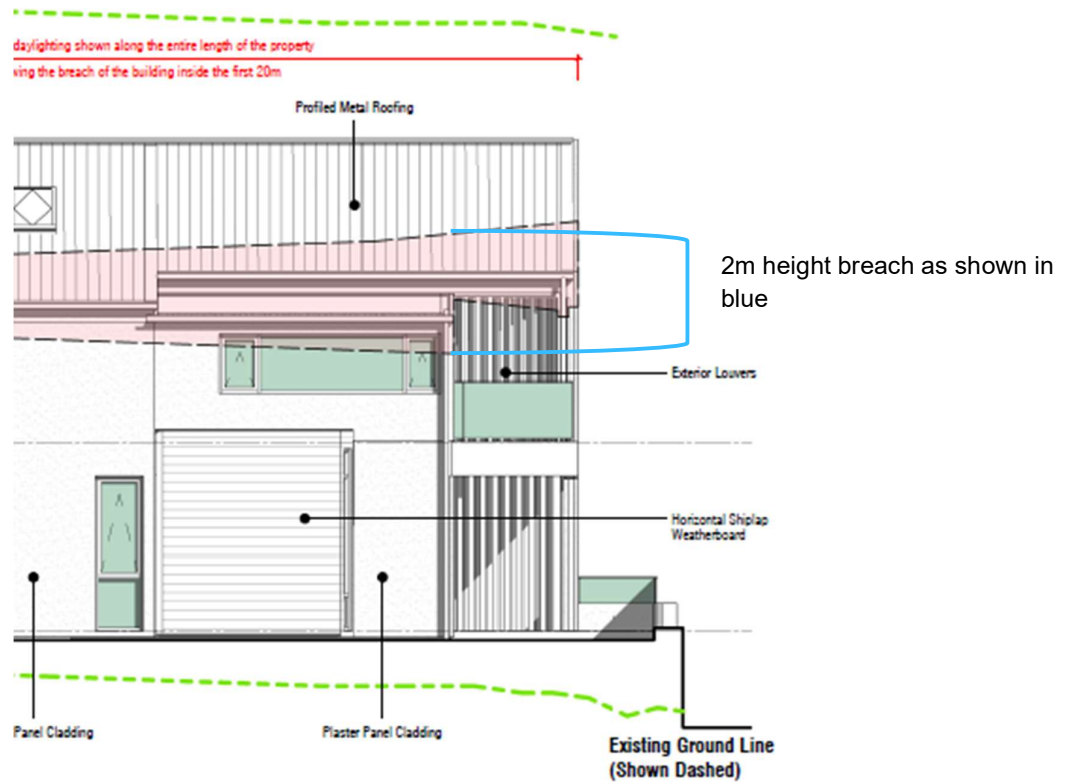 daylighting shown along the entire length of the property
wing the breach of the building inside the first 20m
Profiled Metal Roofing
2m height breach as shown in
blue
Exterior Louvers
Horizontal Shiplap
Weatherboard
Panel Cladding
Plaster Panel Cladding
Existing Ground Line
(Shown Dashed)